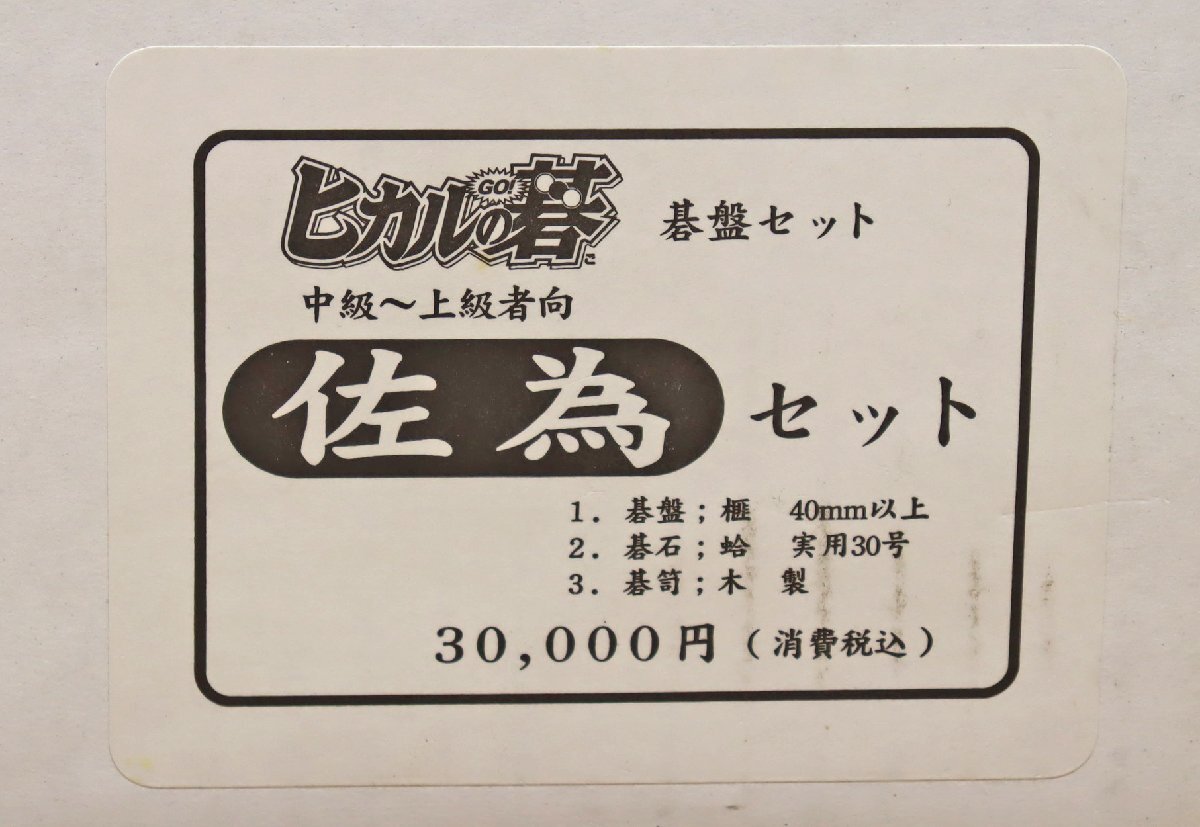 ヒカルの碁 GO! ご 碁盤セット
中級～上級者向
佐為 セット
1. 碁盤；榧 40mm以上
2. 碁石；蛤 実用30号
3. 碁笥；木 製
30,000円（消費税込）